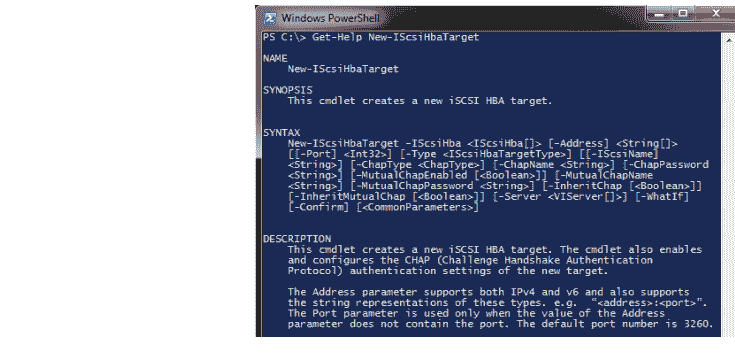 Windows PowerShell
PS C:\> Get-Help New-IScsiHbaTarget
NAME
New-IScsiHbaTarget
SYNOPSIS
This cmdlet creates a new iSCSI HBA target.
SYNTAX
New-IScsiHbaTarget -IScsiHba <IScsiHba[]> [-Address] <String[]>
[[-Port] <Int32>] [-Type <IScsiHbaTargetType>] [[-IScsiName]
<String>] [-ChapType <ChapType>] [-ChapName <String>] [-ChapPassword
<String>] [-MutualChapEnabled [<Boolean>]] [-MutualChapName
<String>] [-MutualChapPassword <String>] [-InheritChap [<Boolean>]]
[-InheritMutualChap [<Boolean>]] [-Server <VIServer[]>] [-WhatIf]
[-Confirm] [<CommonParameters>]
DESCRIPTION
This cmdlet creates a new iSCSI HBA target. The cmdlet also enables
and configures the CHAP (Challenge Handshake Authentication
Protocol) authentication settings of the new target.
The Address parameter supports both IPv4 and v6 and also supports
the string representations of these types. e.g. “<address>:<port>”.
The Port parameter is used only when the value of the Address
parameter does not contain the port. The default port number is 3260.